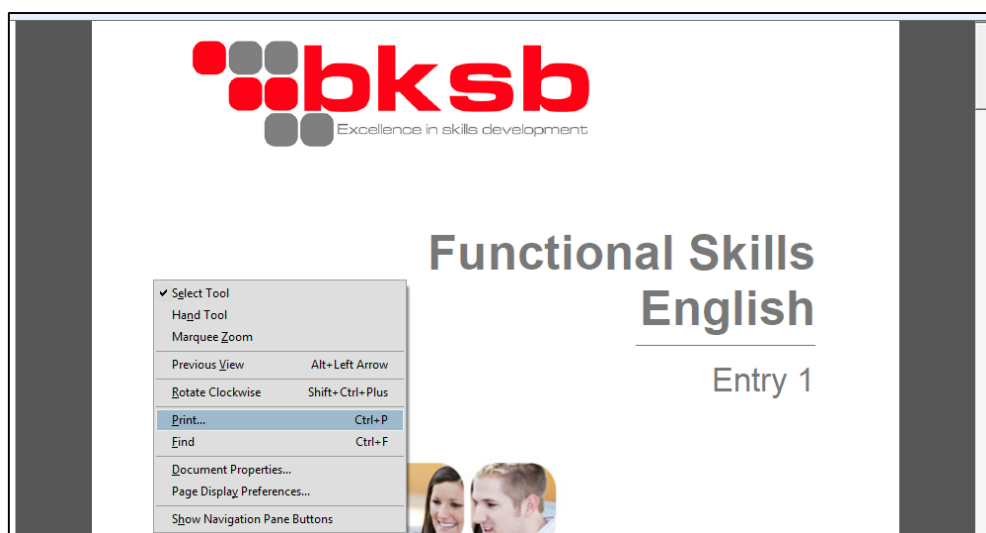 bksb
Excellence in skills development
Functional Skills
English
Entry 1
Select Tool
Hand Tool
Marquee Zoom
Previous View Alt+Left Arrow
Rotate Clockwise Shift+Ctrl+Plus
Print... Ctrl+P
Find Ctrl+F
Document Properties...
Page Display Preferences...
Show Navigation Pane Buttons